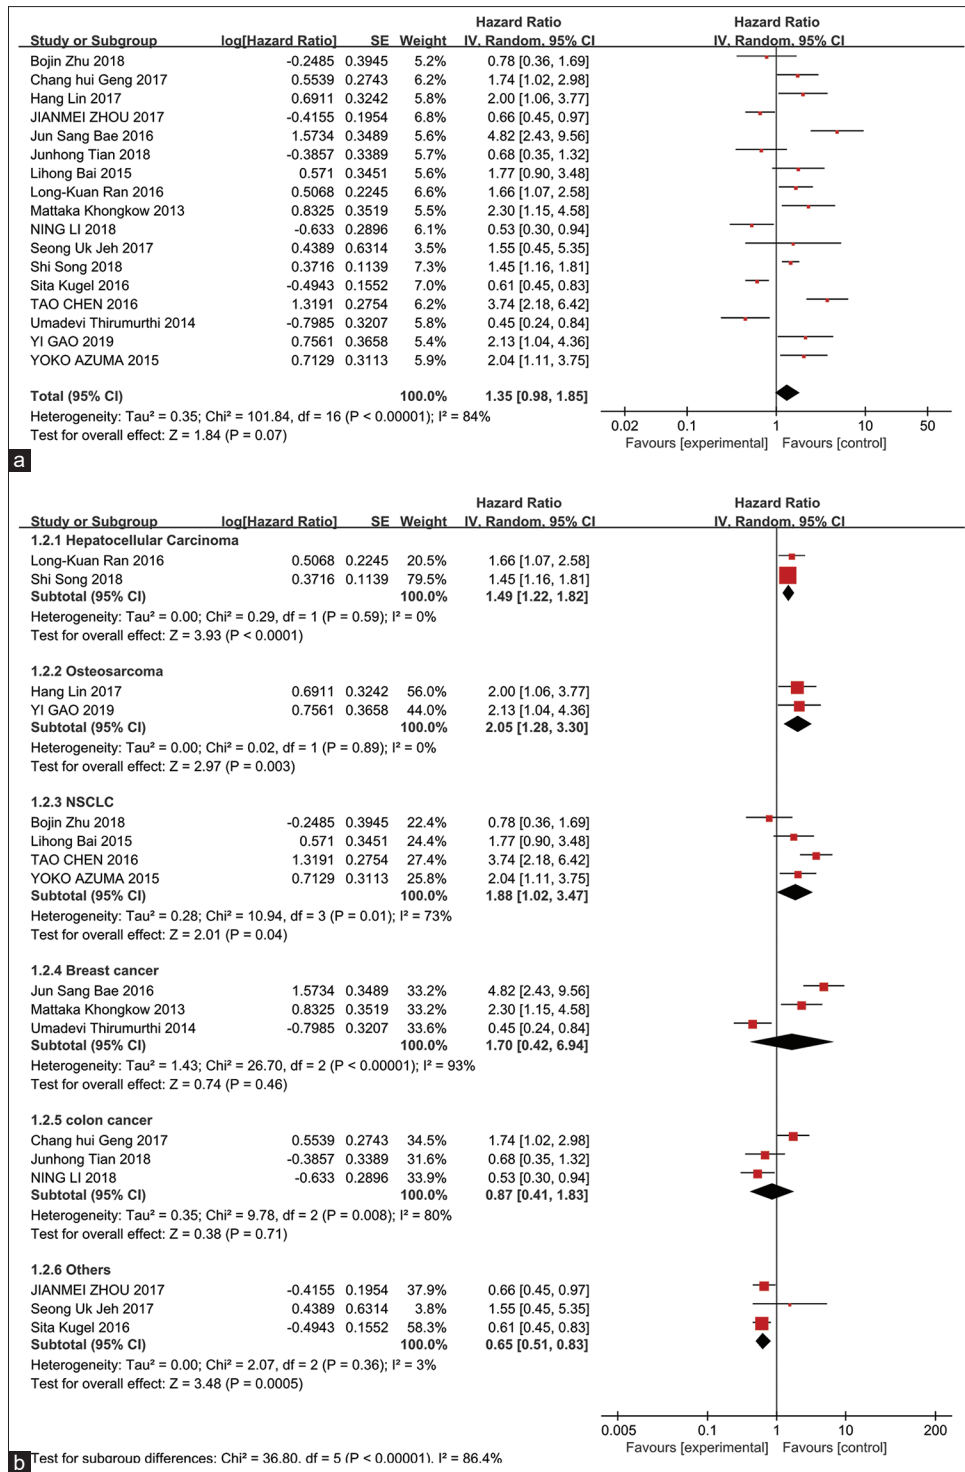 Hazard Ratio Hazard Ratio
Study or Subgroup log[Hazard Ratio] SE Weight IV, Random, 95% CI IV, Random, 95% CI
Bojin Zhu 2018 -0.2485 0.3945 5.2% 0.78 [0.36, 1.69]
Chang hui Geng 2017 0.5539 0.2743 6.2% 1.74 [1.02, 2.98]
Hang Lin 2017 0.6911 0.3242 5.8% 2.00 [1.06, 3.77]
JIANMEI ZHOU 2017 -0.4155 0.1954 6.8% 0.66 [0.45, 0.97]
Jun Sang Bae 2016 1.5734 0.3489 5.6% 4.82 [2.43, 9.56]
Junhong Tian 2018 -0.3857 0.3389 5.7% 0.68 [0.35, 1.32]
Lihong Bai 2015 0.571 0.3451 5.6% 1.77 [0.90, 3.48]
Long-Kuan Ran 2016 0.5068 0.2245 6.6% 1.66 [1.07, 2.58]
Mattaka Khongkow 2013 0.8325 0.3519 5.5% 2.30 [1.15, 4.58]
NING LI 2018 -0.633 0.2896 6.1% 0.53 [0.30, 0.94]
Seong Uk Jeh 2017 0.4389 0.6314 3.5% 1.55 [0.45, 5.35]
Shi Song 2018 0.3716 0.1139 7.3% 1.45 [1.16, 1.81]
Sita Kugel 2016 -0.4943 0.1552 7.0% 0.61 [0.45, 0.83]
TAO CHEN 2016 1.3191 0.2754 6.2% 3.74 [2.18, 6.42]
Umadevi Thirumurthi 2014 -0.7985 0.3207 5.8% 0.45 [0.24, 0.84]
YI GAO 2019 0.7561 0.3658 5.4% 2.13 [1.04, 4.36]
YOKO AZUMA 2015 0.7129 0.3113 5.9% 2.04 [1.11, 3.75]
Total (95% CI) 100.0% 1.35 [0.98, 1.85]
Heterogeneity: Tau² = 0.35; Chi² = 101.84, df = 16 (P < 0.00001); I² = 84%
Test for overall effect: Z = 1.84 (P = 0.07)
0.02 0.1 1 10 50
Favours [experimental] Favours [control]
a
Hazard Ratio Hazard Ratio
Study or Subgroup log[Hazard Ratio] SE Weight IV, Random, 95% CI IV, Random, 95% CI
1.2.1 Hepatocellular Carcinoma
Long-Kuan Ran 2016 0.5068 0.2245 20.5% 1.66 [1.07, 2.58]
Shi Song 2018 0.3716 0.1139 79.5% 1.45 [1.16, 1.81]
Subtotal (95% CI) 100.0% 1.49 [1.22, 1.82]
Heterogeneity: Tau² = 0.00; Chi² = 0.29, df = 1 (P = 0.59); I² = 0%
Test for overall effect: Z = 3.93 (P < 0.0001)
1.2.2 Osteosarcoma
Hang Lin 2017 0.6911 0.3242 56.0% 2.00 [1.06, 3.77]
YI GAO 2019 0.7561 0.3658 44.0% 2.13 [1.04, 4.36]
Subtotal (95% CI) 100.0% 2.05 [1.28, 3.30]
Heterogeneity: Tau² = 0.00; Chi² = 0.02, df = 1 (P = 0.89); I² = 0%
Test for overall effect: Z = 2.97 (P = 0.003)
1.2.3 NSCLC
Bojin Zhu 2018 -0.2485 0.3945 22.4% 0.78 [0.36, 1.69]
Lihong Bai 2015 0.571 0.3451 24.4% 1.77 [0.90, 3.48]
TAO CHEN 2016 1.3191 0.2754 27.4% 3.74 [2.18, 6.42]
YOKO AZUMA 2015 0.7129 0.3113 25.8% 2.04 [1.11, 3.75]
Subtotal (95% CI) 100.0% 1.88 [1.02, 3.47]
Heterogeneity: Tau² = 0.28; Chi² = 10.94, df = 3 (P = 0.01); I² = 73%
Test for overall effect: Z = 2.01 (P = 0.04)
1.2.4 Breast cancer
Jun Sang Bae 2016 1.5734 0.3489 33.2% 4.82 [2.43, 9.56]
Mattaka Khongkow 2013 0.8325 0.3519 33.2% 2.30 [1.15, 4.58]
Umadevi Thirumurthi 2014 -0.7985 0.3207 33.6% 0.45 [0.24, 0.84]
Subtotal (95% CI) 100.0% 1.70 [0.42, 6.94]
Heterogeneity: Tau² = 1.43; Chi² = 26.70, df = 2 (P < 0.00001); I² = 93%
Test for overall effect: Z = 0.74 (P = 0.46)
1.2.5 colon cancer
Chang hui Geng 2017 0.5539 0.2743 34.5% 1.74 [1.02, 2.98]
Junhong Tian 2018 -0.3857 0.3389 31.6% 0.68 [0.35, 1.32]
NING LI 2018 -0.633 0.2896 33.9% 0.53 [0.30, 0.94]
Subtotal (95% CI) 100.0% 0.87 [0.41, 1.83]
Heterogeneity: Tau² = 0.35; Chi² = 9.78, df = 2 (P = 0.008); I² = 80%
Test for overall effect: Z = 0.38 (P = 0.71)
1.2.6 Others
JIANMEI ZHOU 2017 -0.4155 0.1954 37.9% 0.66 [0.45, 0.97]
Seong Uk Jeh 2017 0.4389 0.6314 3.8% 1.55 [0.45, 5.35]
Sita Kugel 2016 -0.4943 0.1552 58.3% 0.61 [0.45, 0.83]
Subtotal (95% CI) 100.0% 0.65 [0.51, 0.83]
Heterogeneity: Tau² = 0.00; Chi² = 2.07, df = 2 (P = 0.36); I² = 3%
Test for overall effect: Z = 3.48 (P = 0.0005)
0.005 0.1 1 10 200
Favours [experimental] Favours [control]
b Test for subgroup differences: Chi² = 36.80, df = 5 (P < 0.00001), I² = 86.4%